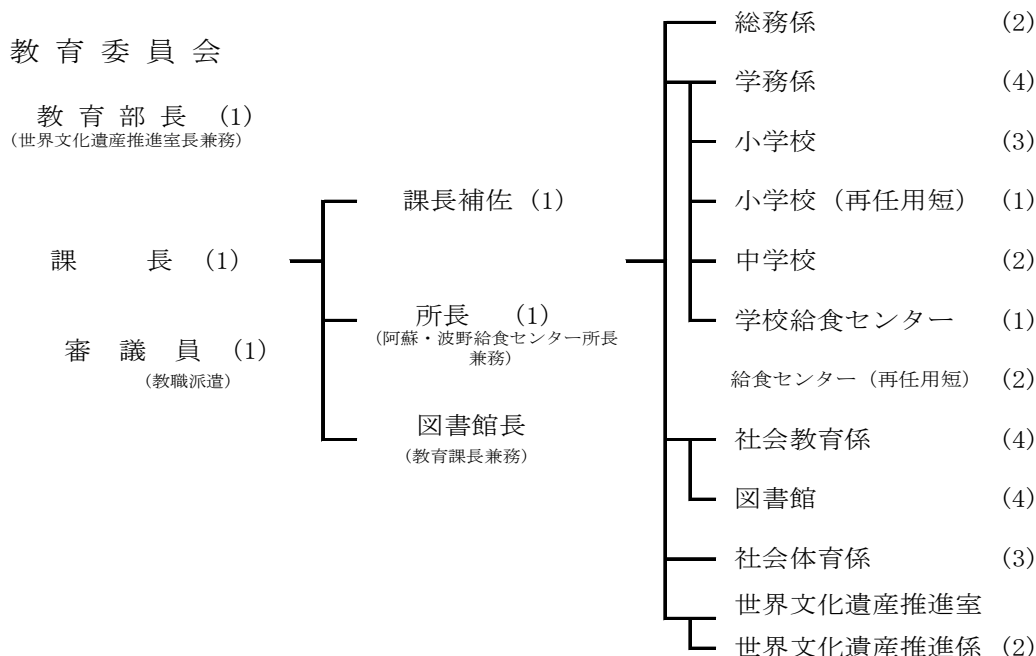 教育委員会
教育部長 (1)
(世界文化遺産推進室長兼務)
課長 (1)
審議員 (1)
(教職派遣)
課長補佐 (1)
所長 (1)
(阿蘇・波野給食センター所長
兼務)
図書館長
(教育課長兼務)
総務係 (2)
学務係 (4)
小学校 (3)
小学校（再任用短） (1)
中学校 (2)
学校給食センター (1)
給食センター（再任用短） (2)
社会教育係 (4)
図書館 (4)
社会体育係 (3)
世界文化遺産推進室
世界文化遺産推進係 (2)